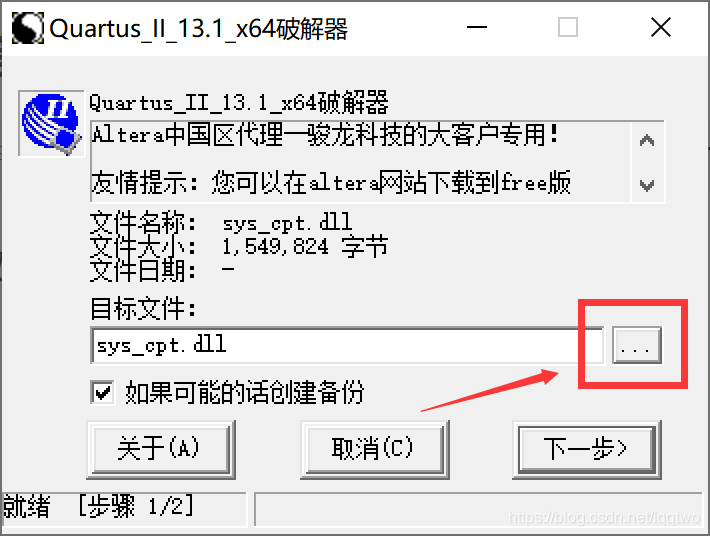 Quartus_II_13.1_x64破解器
Quartus_II_13.1_x64破解器
Altera中国区代理一骏龙科技的大客户专用!
友情提示: 您可以在altera网站下载到free版
文件名称: sys_cpt.dll
文件大小: 1,549,824 字节
文件日期: -
目标文件:
sys_cpt.dll
...
如果可能的话创建备份
关于(A) 取消(C) 下一步>
就绪 [步骤 1/2]
https://blog.csdn.net/lqqtwo